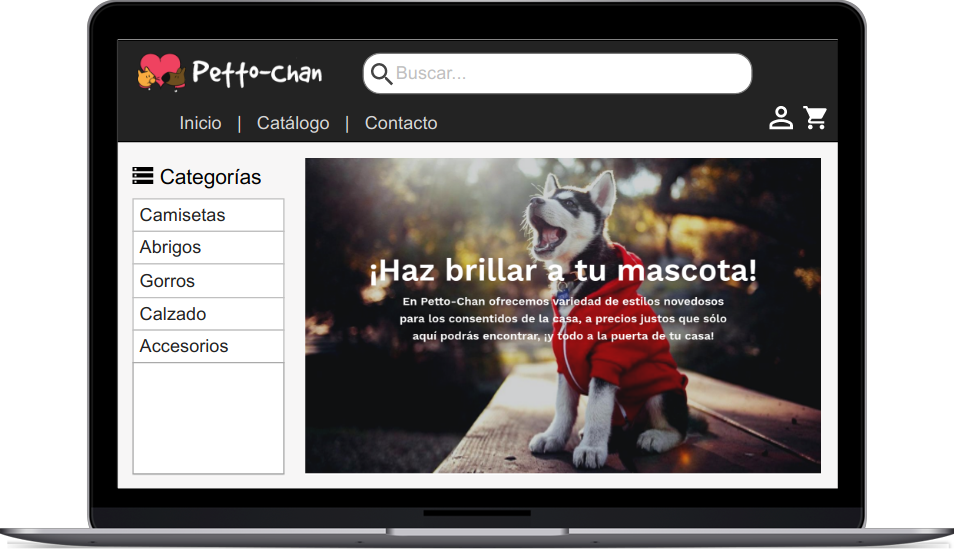 Petto-Chan
Buscar...
Inicio | Catálogo | Contacto
Categorías
Camisetas
Abrigos
Gorros
Calzado
Accesorios
¡Haz brillar a tu mascota!
En Petto-Chan ofrecemos variedad de estilos novedosos
para los consentidos de la casa, a precios justos que sólo
aquí podrás encontrar, ¡y todo a la puerta de tu casa!